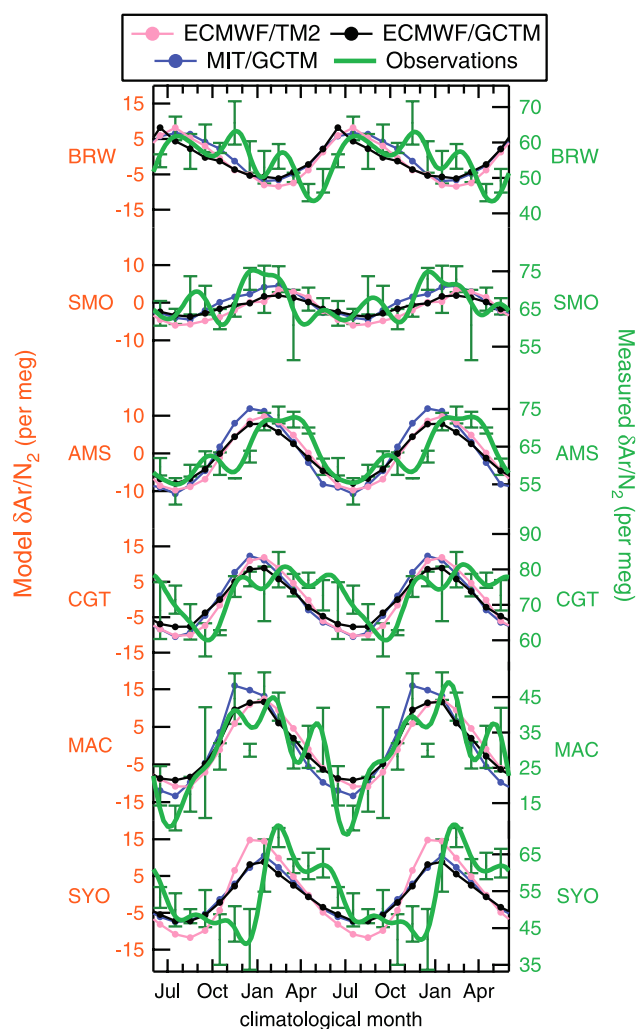 ECMWF/TM2 ECMWF/GCTM
MIT/GCTM Observations
Model δAr/N2 (per meg)
Measured δAr/N2 (per meg)
15
5
-5
-15
BRW
70
60
50
40
BRW
10
0
-10
SMO
75
65
55
SMO
10
0
-10
AMS
75
65
55
AMS
15
5
-5
-15
CGT
90
80
70
60
CGT
15
5
-5
-15
MAC
45
35
25
15
MAC
15
5
-5
-15
SYO
65
55
45
35
SYO
Jul Oct Jan Apr Jul Oct Jan Apr
climatological month